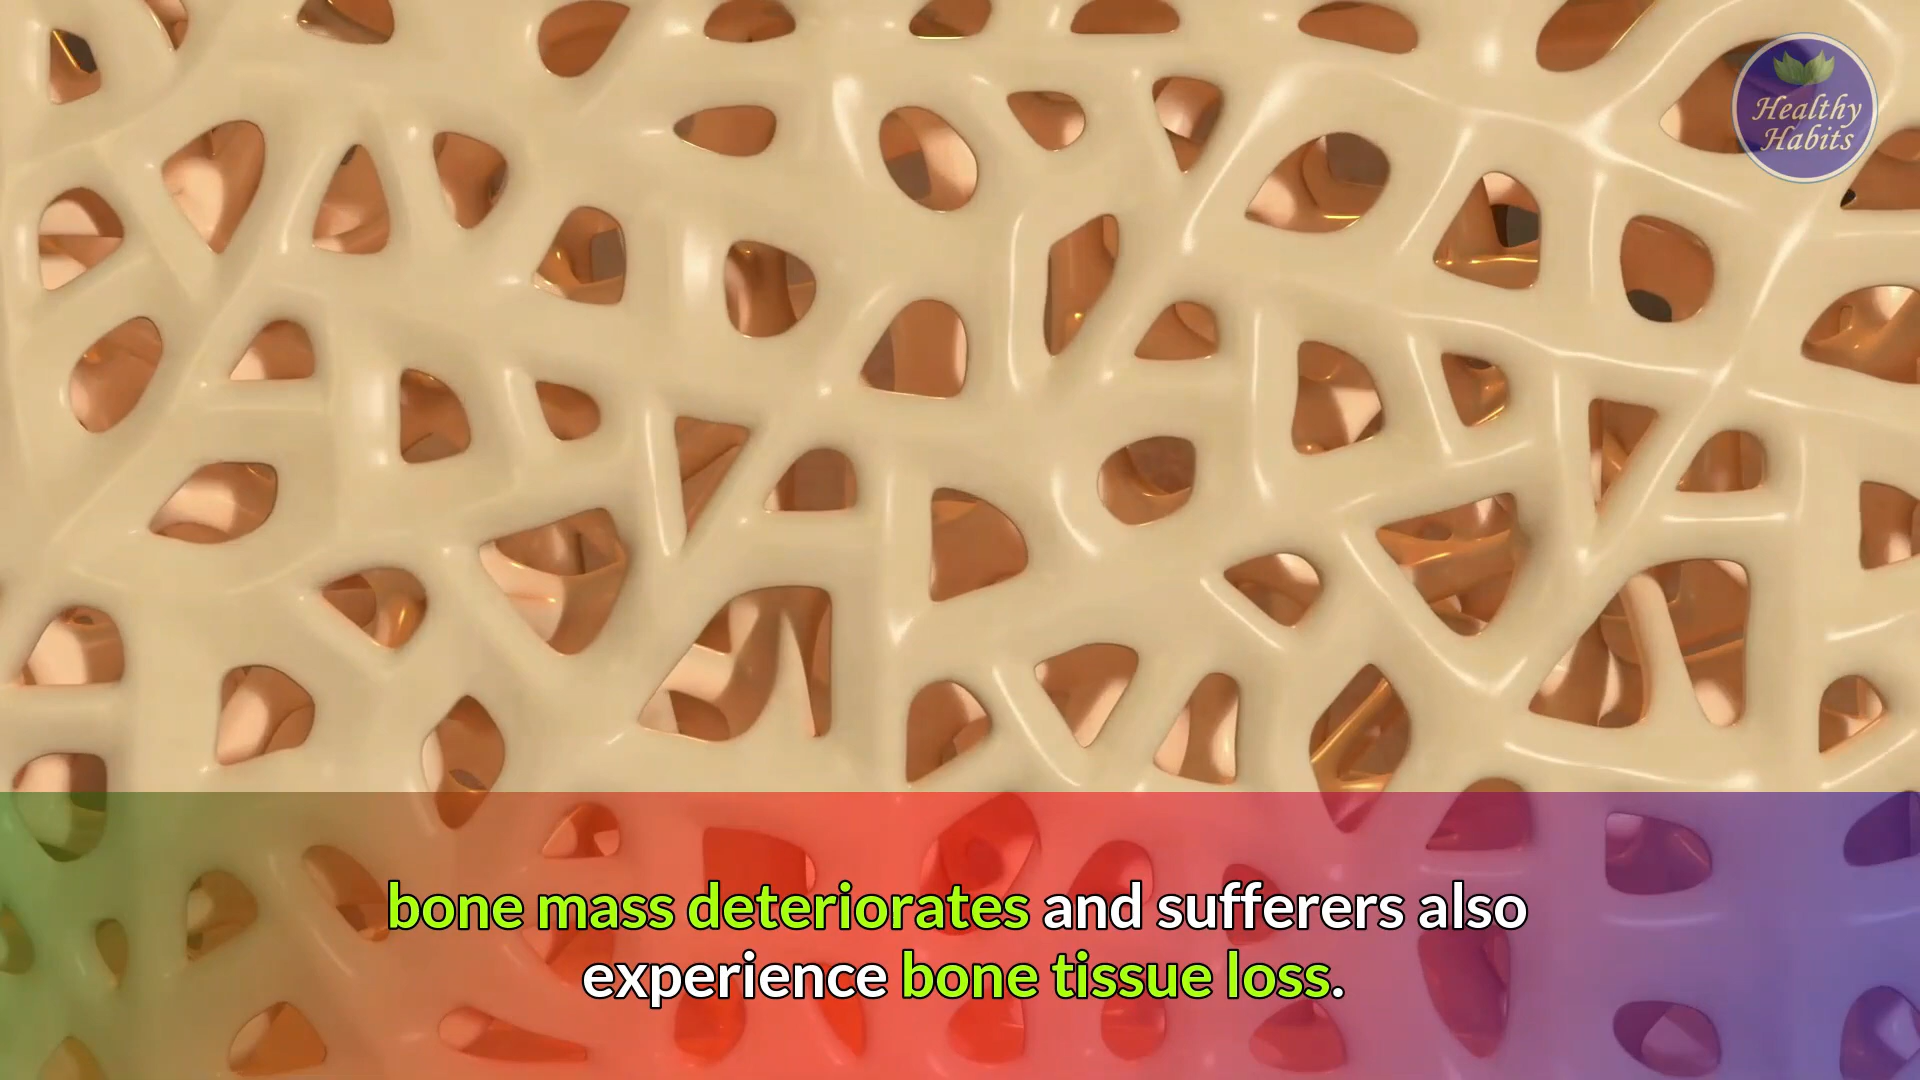 Healthy
Habits
bone mass deteriorates and sufferers also
experience bone tissue loss.